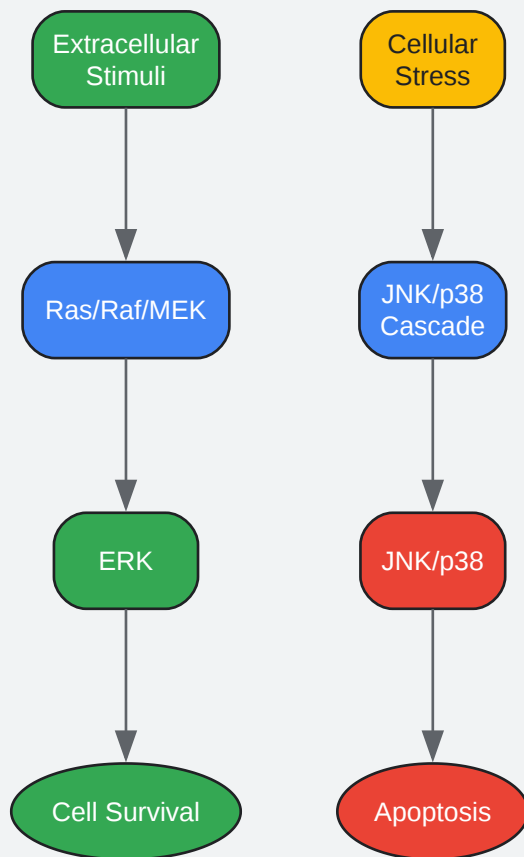 Extracellular
Stimuli
Cellular
Stress
Ras/Raf/MEK
JNK/p38
Cascade
ERK
JNK/p38
Cell Survival
Apoptosis